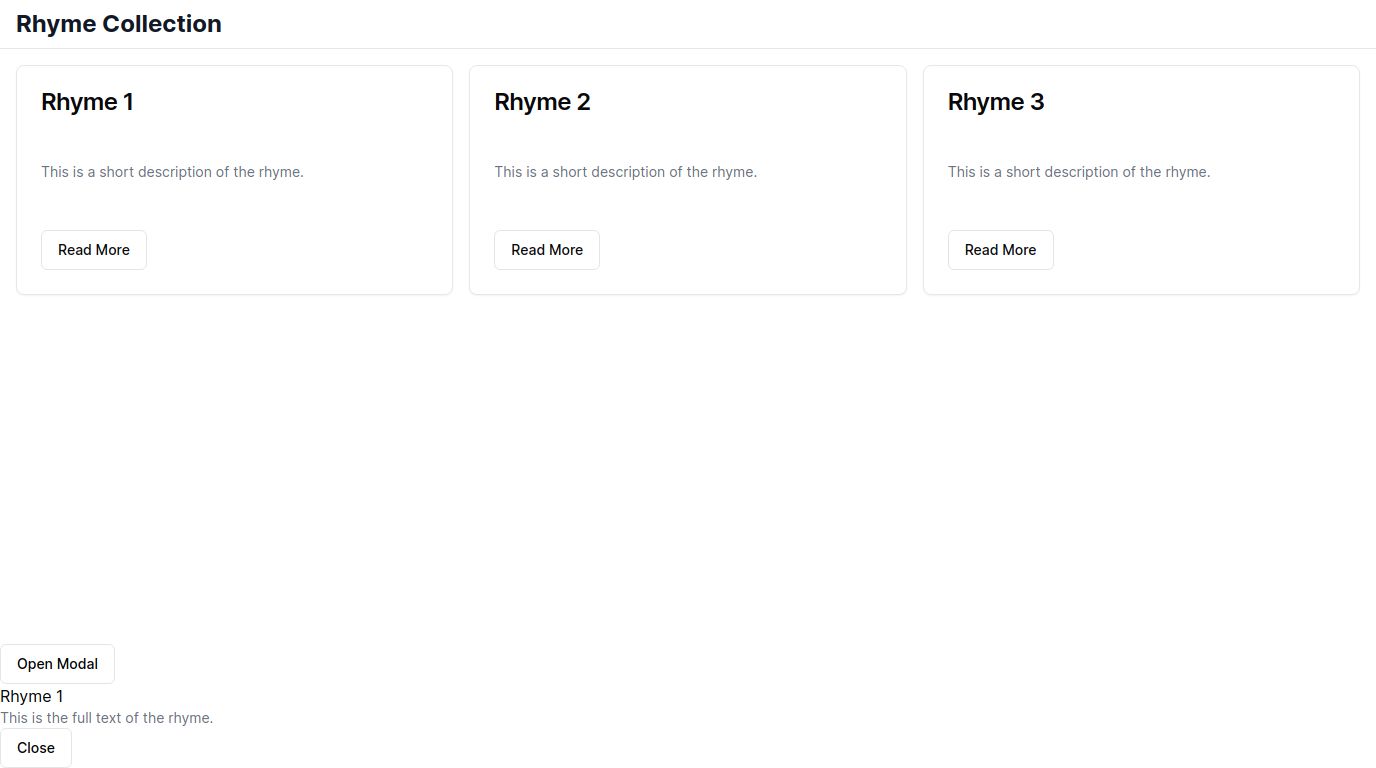 Rhyme Collection
Rhyme 1
This is a short description of the rhyme.
Read More
Rhyme 2
This is a short description of the rhyme.
Read More
Rhyme 3
This is a short description of the rhyme.
Read More
Open Modal
Rhyme 1
This is the full text of the rhyme.
Close